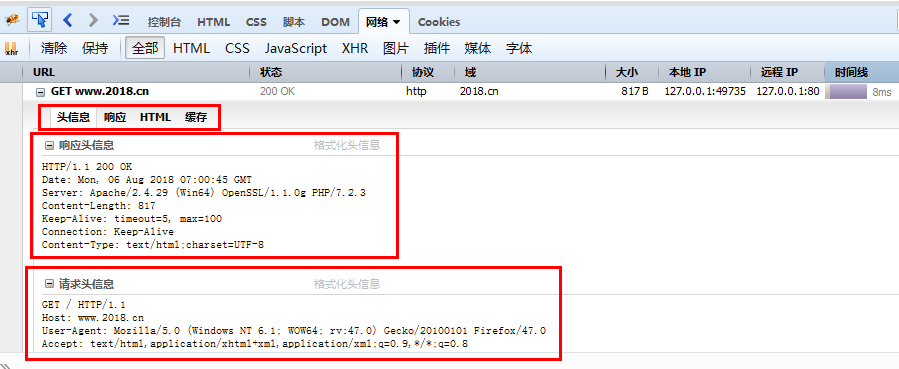 控制台 HTML CSS 脚本 DOM 网络 Cookies
xhr 清除 保持 全部 HTML CSS JavaScript XHR 图片 插件 媒体 字体
URL 状态 协议 域 大小 本地 IP 远程 IP 时间线
GET www.2018.cn 200 OK http 2018.cn 817 B 127.0.0.1:49735 127.0.0.1:80 8ms
头信息 响应 HTML 缓存
响应头信息 格式化头信息
HTTP/1.1 200 OK
Date: Mon, 06 Aug 2018 07:00:45 GMT
Server: Apache/2.4.29 (Win64) OpenSSL/1.1.0g PHP/7.2.3
Content-Length: 817
Keep-Alive: timeout=5, max=100
Connection: Keep-Alive
Content-Type: text/html;charset=UTF-8
请求头信息 格式化头信息
GET / HTTP/1.1
Host: www.2018.cn
User-Agent: Mozilla/5.0 (Windows NT 6.1; WOW64; rv:47.0) Gecko/20100101 Firefox/47.0
Accept: text/html,application/xhtml+xml,application/xml;q=0.9,*/*;q=0.8